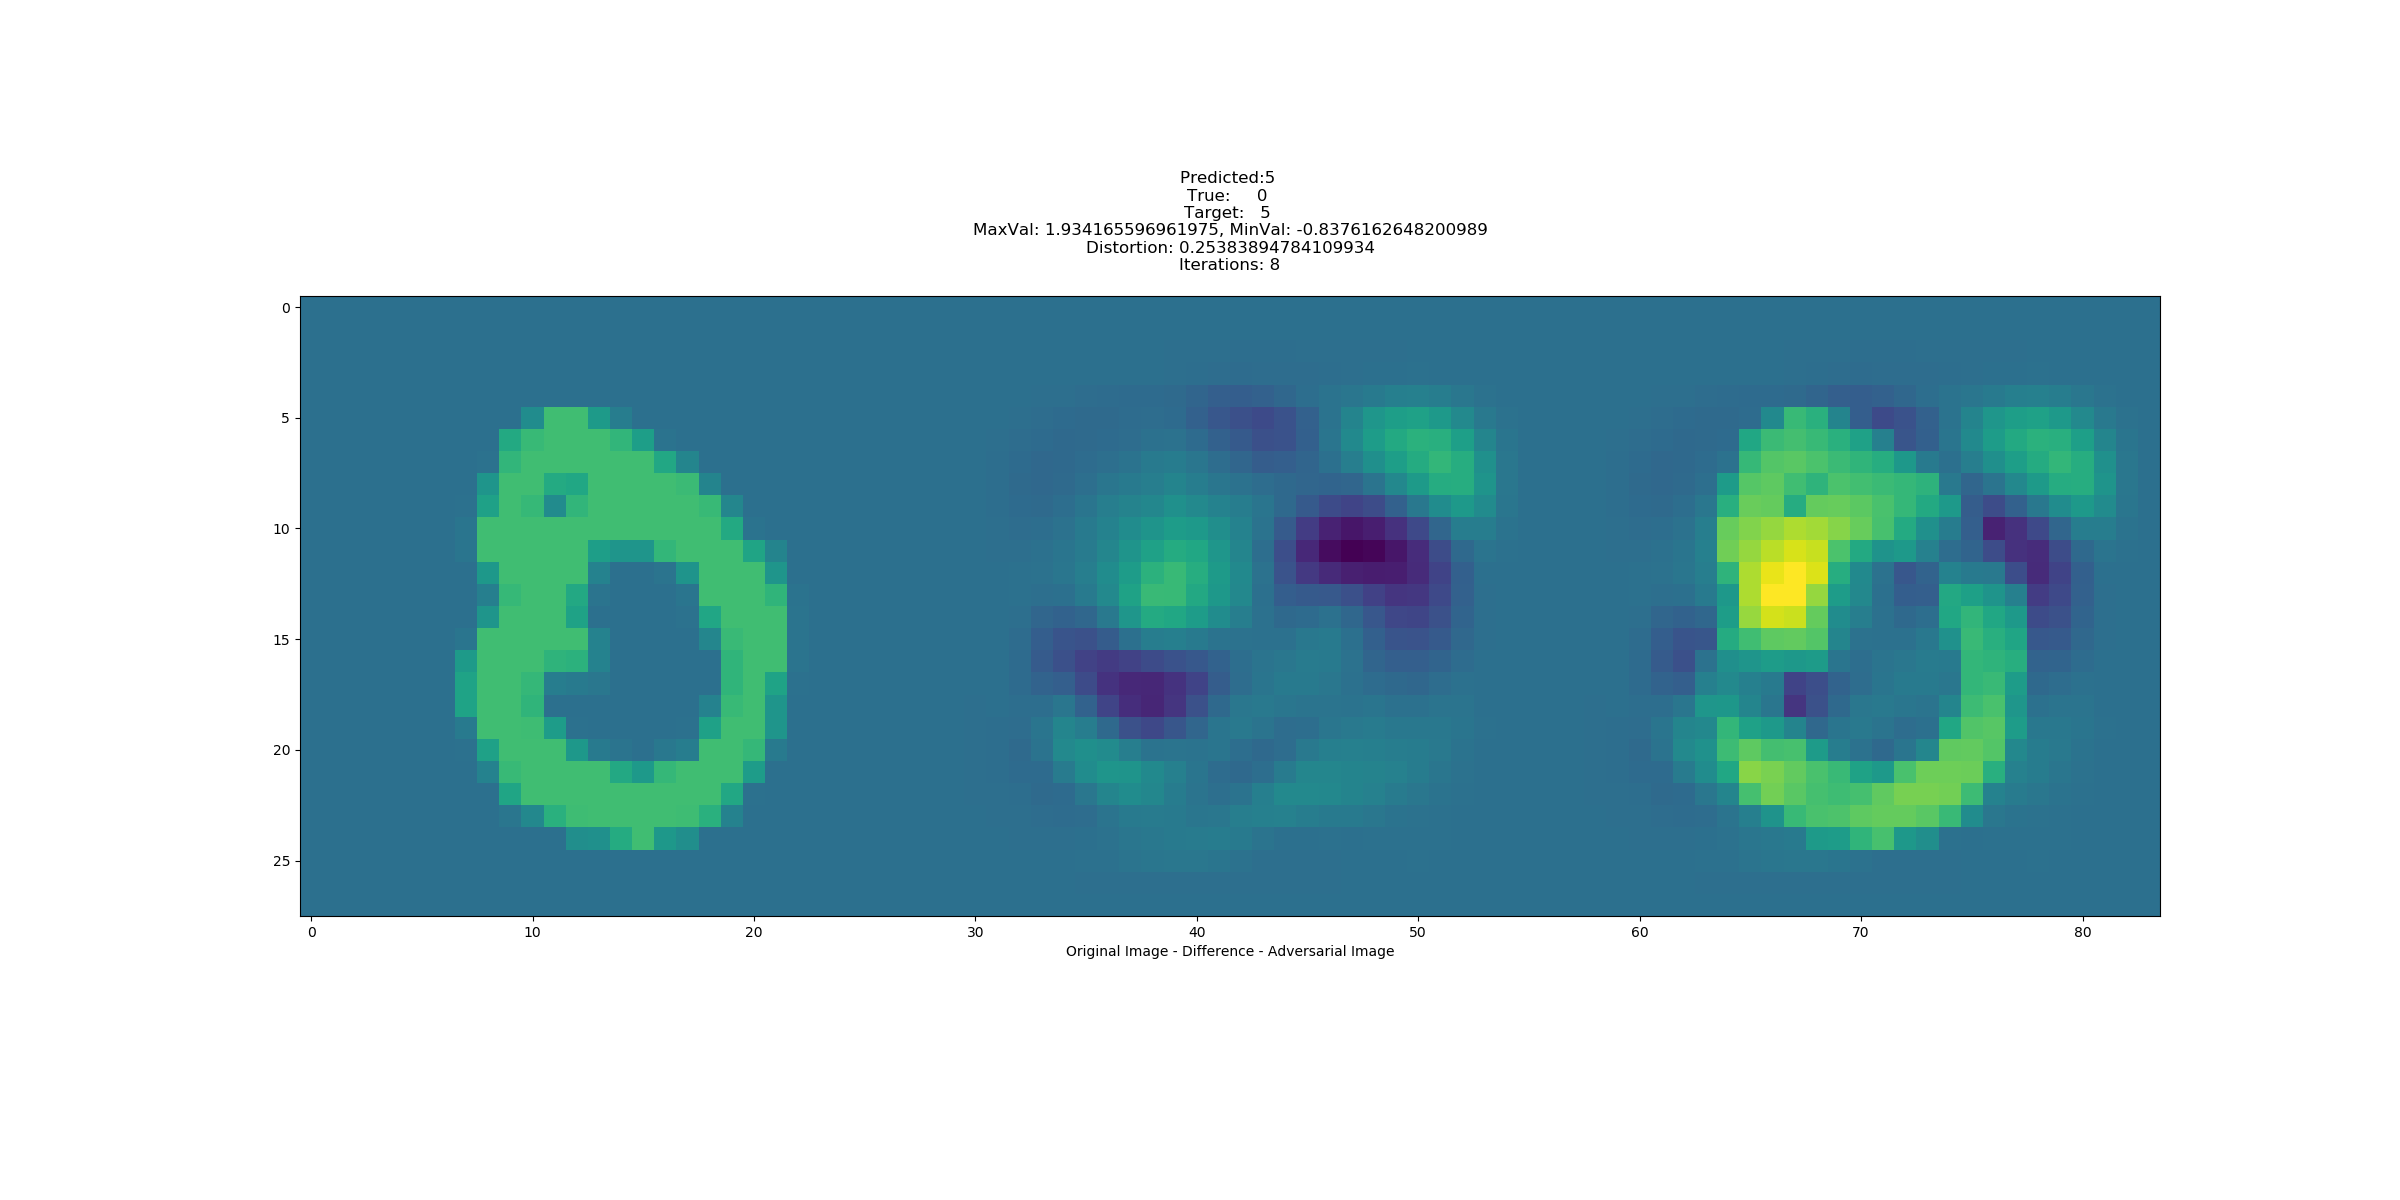 Predicted:5
True: 0
Target: 5
MaxVal: 1.934165596961975, MinVal: -0.8376162648200989
Distortion: 0.25383894784109934
Iterations: 8
0
5
10
15
20
25
0 10 20 30 40 50 60 70 80
Original Image - Difference - Adversarial Image